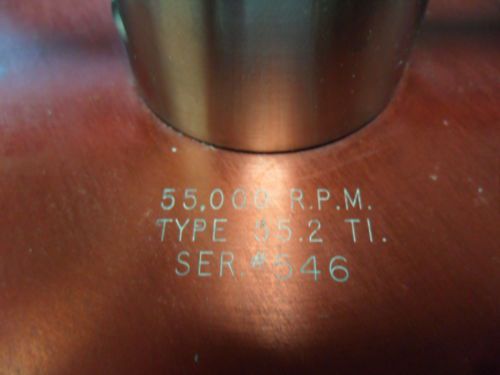 55,000 R.P.M.
TYPE 55.2 TI.
SER.#546